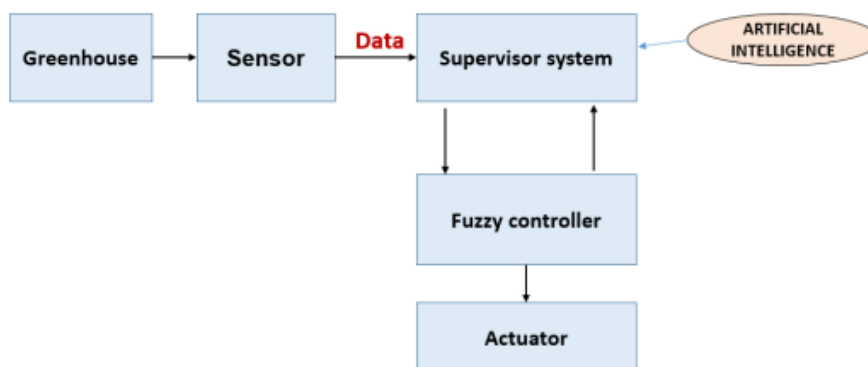 Greenhouse
Sensor
Data
Supervisor system
ARTIFICIAL
INTELLIGENCE
Fuzzy controller
Actuator